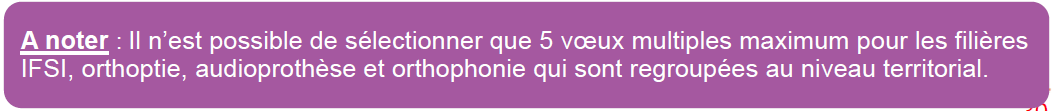 A noter : Il n’est possible de sélectionner que 5 vœux multiples maximum pour les filières
IFSI, orthoptie, audioprothèse et orthophonie qui sont regroupées au niveau territorial.